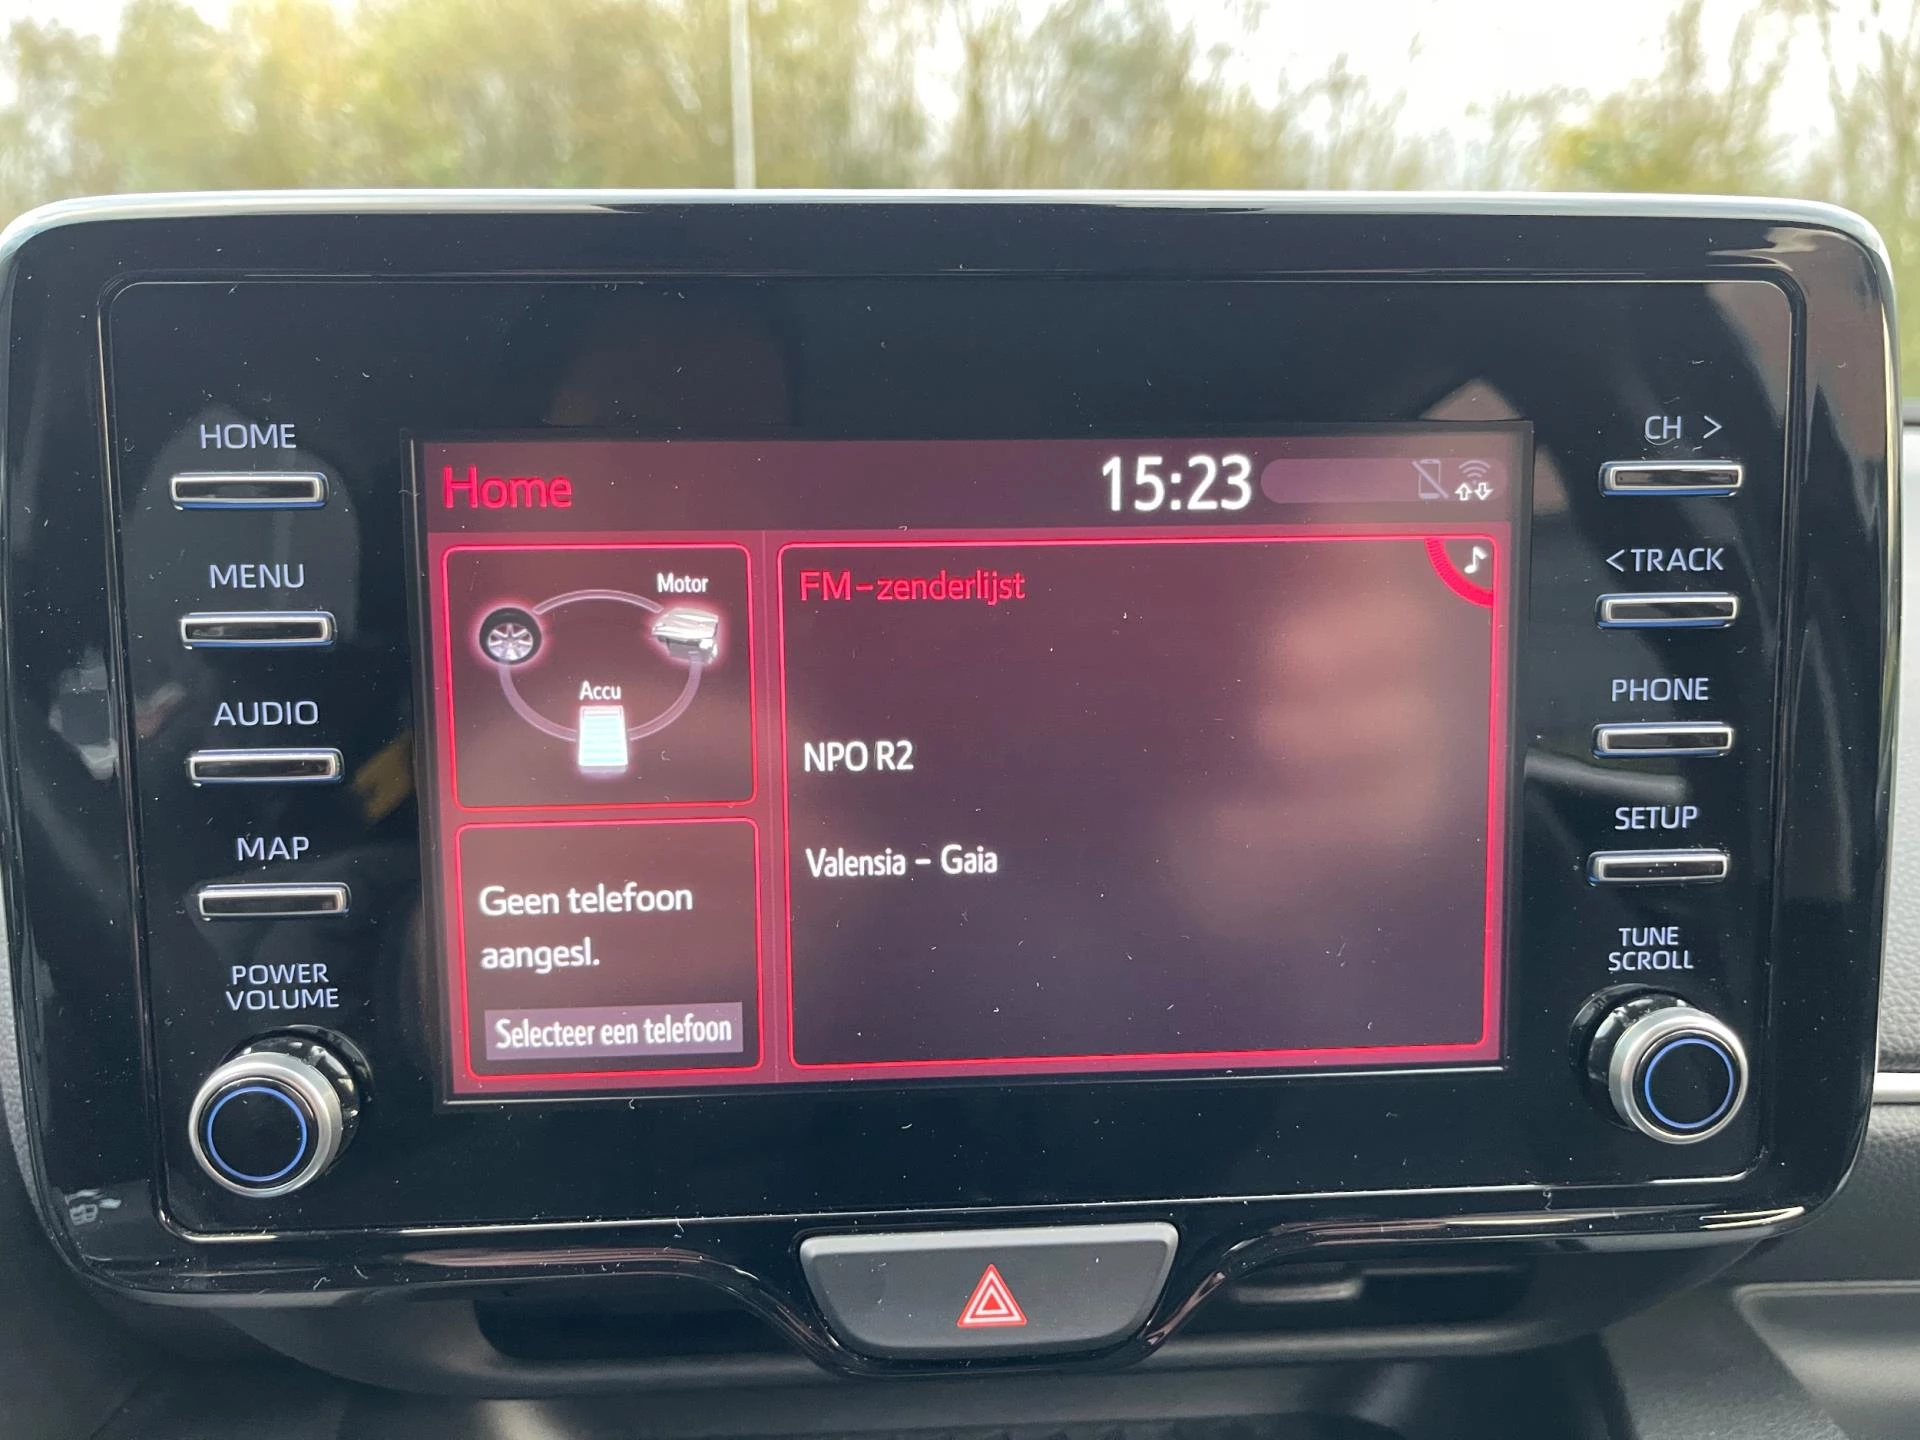 HOME
MENU
AUDIO
MAP
POWER
VOLUME
Home
15:23
Motor
Accu
Geen telefoon
aangesl.
Selecteer een telefoon
FM-zenderlijst
NPO R2
Valensia - Gaia
CH >
<TRACK
PHONE
SETUP
TUNE
SCROLL